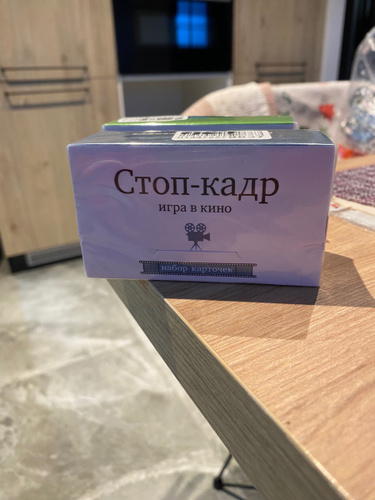 Стоп-кадр
игра в кино
набор карточек